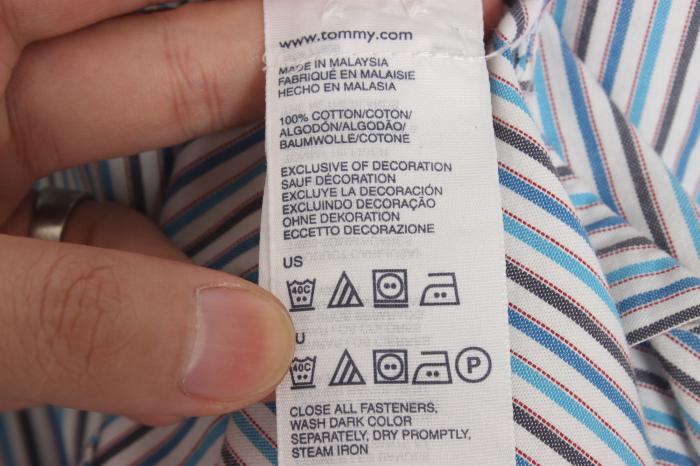 www.tommy.com
MADE IN MALAYSIA
FABRIQUÉ EN MALAISIE
HECHO EN MALASIA
100% COTTON/COTON/
ALGODÓN/ALGODÃO/
BAUMWOLLE/COTONE
EXCLUSIVE OF DECORATION
SAUF DÉCORATION
EXCLUYE LA DECORACIÓN
EXCLUINDO DECORAÇÃO
OHNE DEKORATION
ECCETTO DECORAZIONE
US
40C
U
40C P
CLOSE ALL FASTENERS,
WASH DARK COLOR
SEPARATELY, DRY PROMPTLY,
STEAM IRON